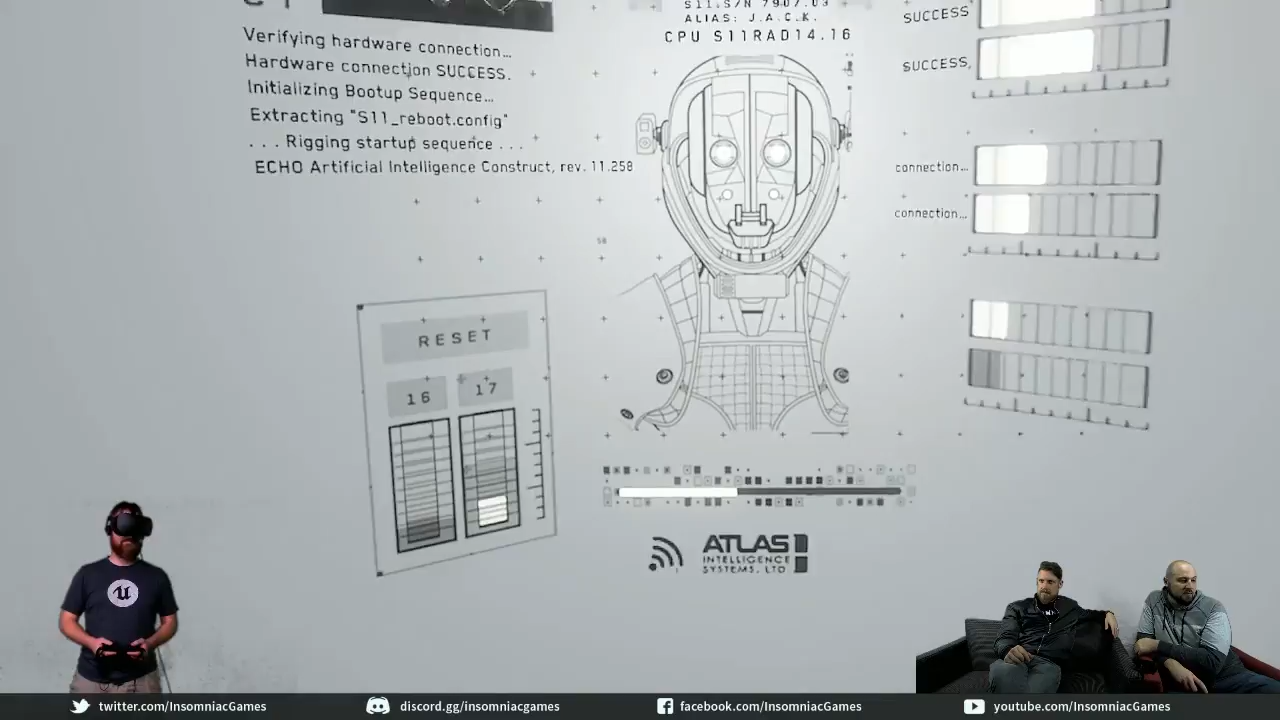 Verifying hardware connection...
Hardware connection SUCCESS.
Initializing Bootup Sequence...
Extracting "S11_reboot.config"
. . . Rigging startup sequence . . .
ECHO Artificial Intelligence Construct, rev. 11.250
S11.S/N 7907.03
ALIAS: J.A.C.K.
CPU S11RAD14.16
SUCCESS
SUCCESS,
connection...
connection...
58
RESET
16 17
ATLAS
INTELLIGENCE
SYSTEMS, LTD
twitter.com/InsomniacGames
discord.gg/insomniacgames
facebook.com/InsomniacGames
youtube.com/InsomniacGames